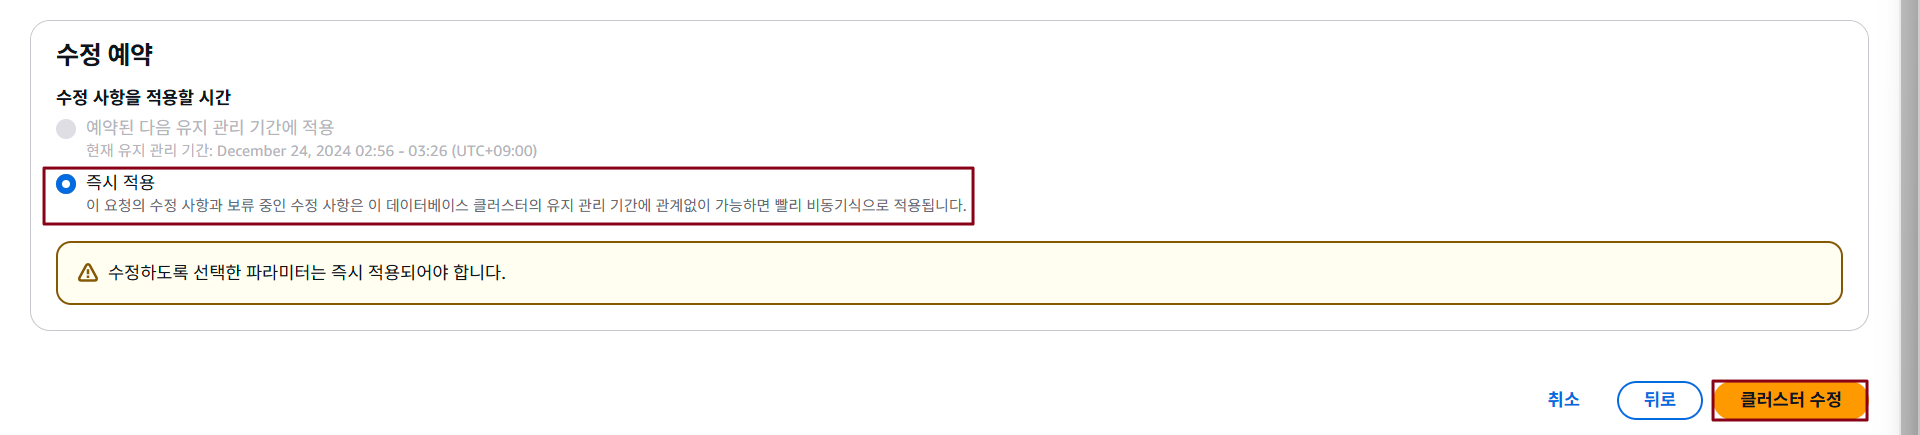 수정 예약
수정 사항을 적용할 시간
예약된 다음 유지 관리 기간에 적용
현재 유지 관리 기간: December 24, 2024 02:56 - 03:26 (UTC+09:00)
즉시 적용
이 요청의 수정 사항과 보류 중인 수정 사항은 이 데이터베이스 클러스터의 유지 관리 기간에 관계없이 가능하면 빨리 비동기식으로 적용됩니다.
수정하도록 선택한 파라미터는 즉시 적용되어야 합니다.
취소 뒤로 클러스터 수정